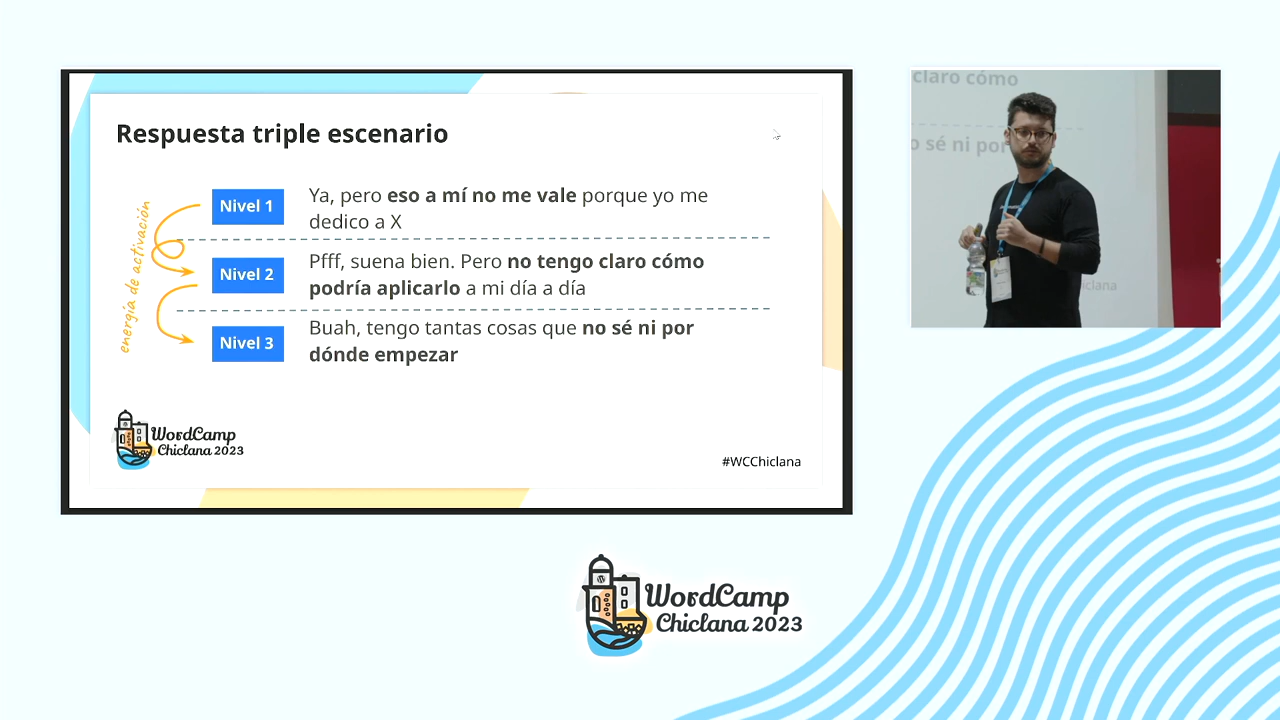 Respuesta triple escenario
energía de activación
Nivel 1
Ya, pero eso a mí no me vale porque yo me
dedico a X
Nivel 2
Pfff, suena bien. Pero no tengo claro cómo
podría aplicarlo a mi día a día
Nivel 3
Buah, tengo tantas cosas que no sé ni por
dónde empezar
WordCamp
Chiclana 2023
#WCChiclana
claro cómo
o sé ni por
iclana
WordCamp
Chiclana 2023